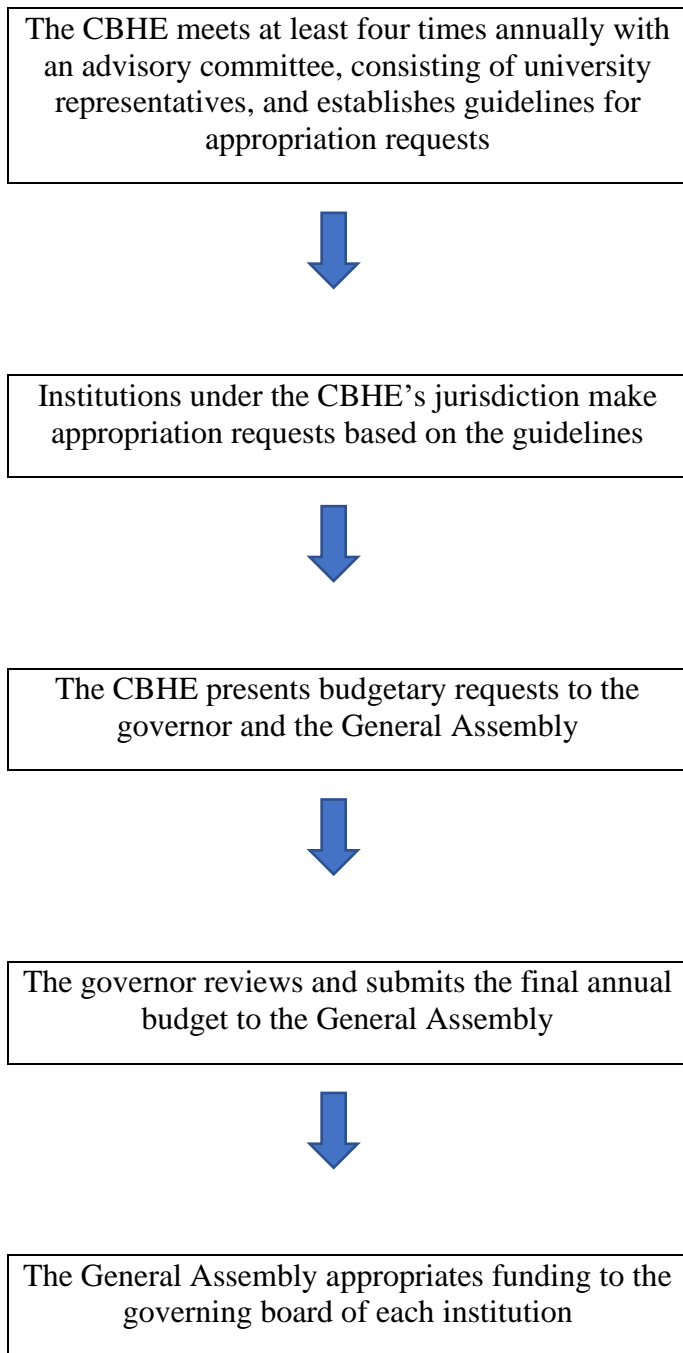 The CBHE meets at least four times annually with
an advisory committee, consisting of university
representatives, and establishes guidelines for
appropriation requests
Institutions under the CBHE’s jurisdiction make
appropriation requests based on the guidelines
The CBHE presents budgetary requests to the
governor and the General Assembly
The governor reviews and submits the final annual
budget to the General Assembly
The General Assembly appropriates funding to the
governing board of each institution